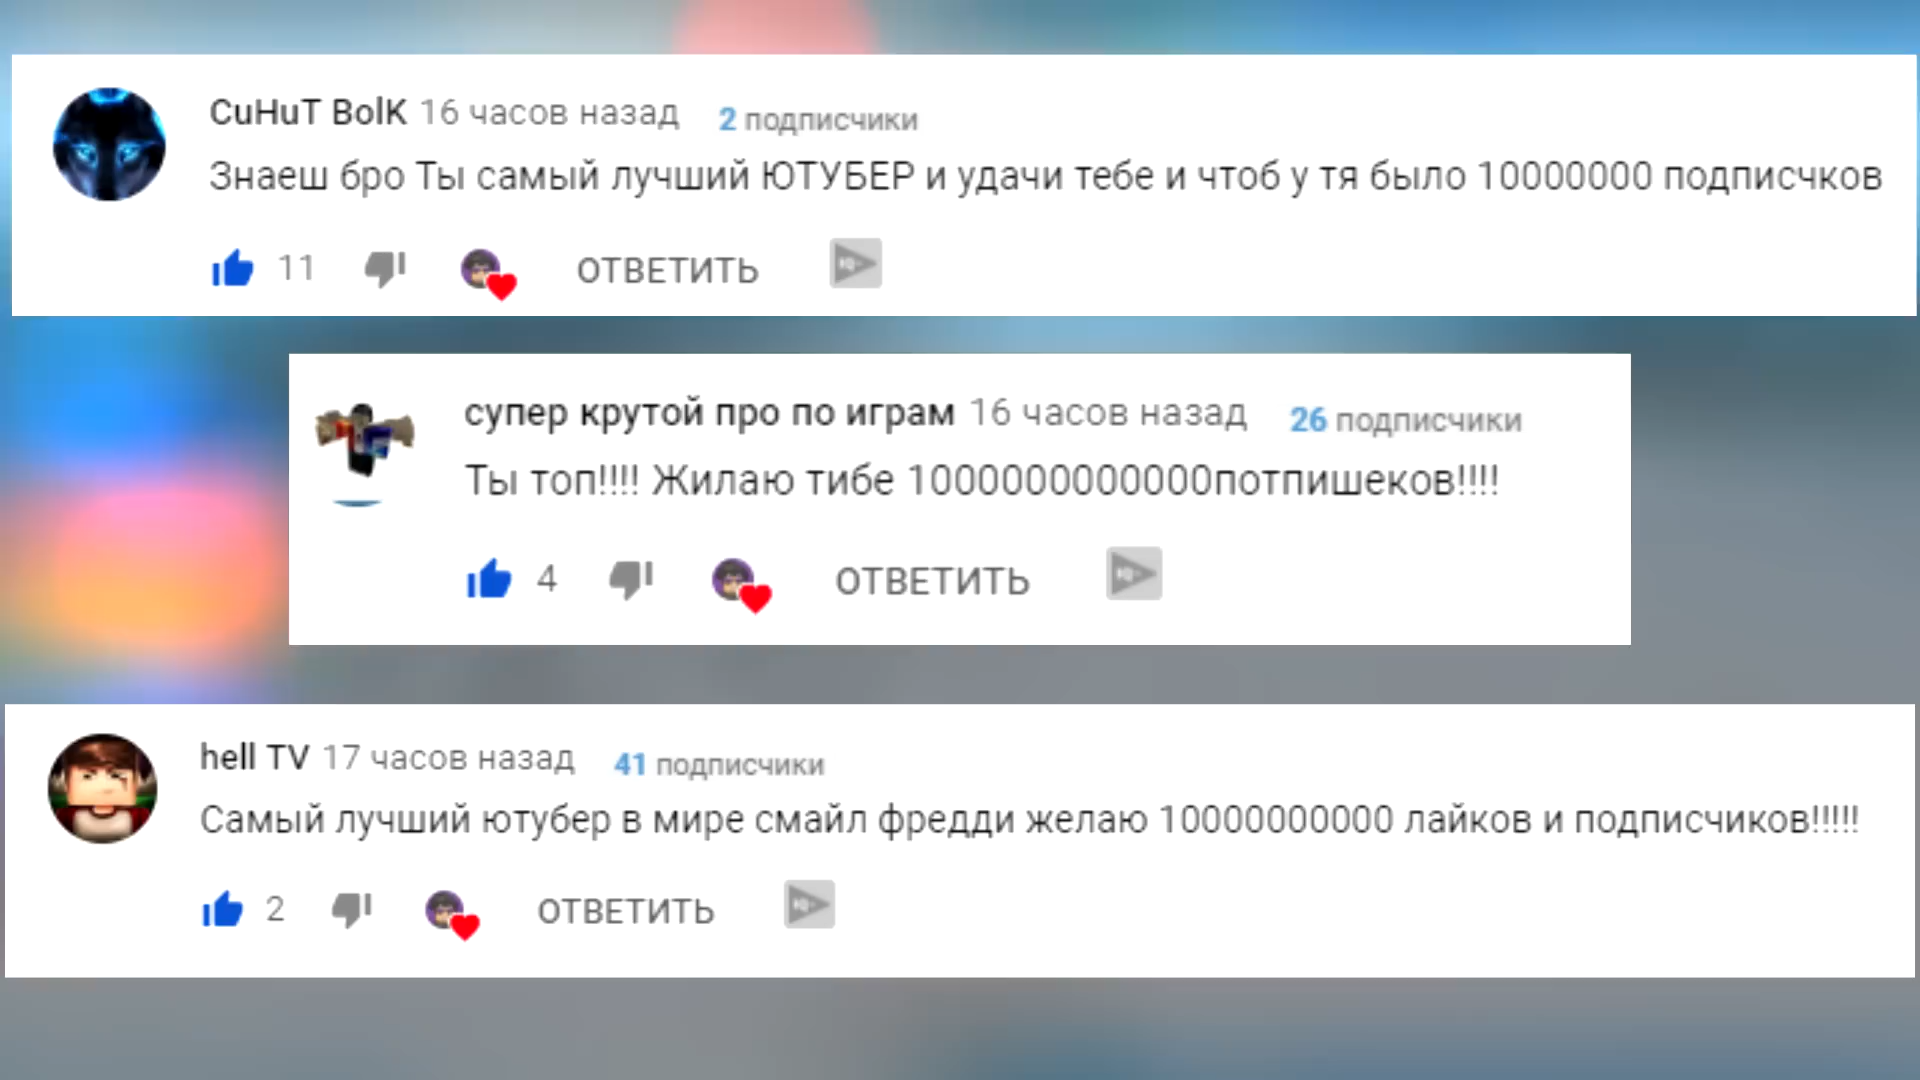 CuHuT BolK 16 часов назад 2 подписчики
Знаеш бро Ты самый лучший ЮТУБЕР и удачи тебе и чтоб у тя было 10000000 подписчков
11 ОТВЕТИТЬ
супер крутой про по играм 16 часов назад 26 подписчики
Ты топ!!!! Жилаю тибе 1000000000000потпишеков!!!!
4 ОТВЕТИТЬ
hell TV 17 часов назад 41 подписчики
Самый лучший ютубер в мире смайл фредди желаю 10000000000 лайков и подписчиков!!!!!
2 ОТВЕТИТЬ